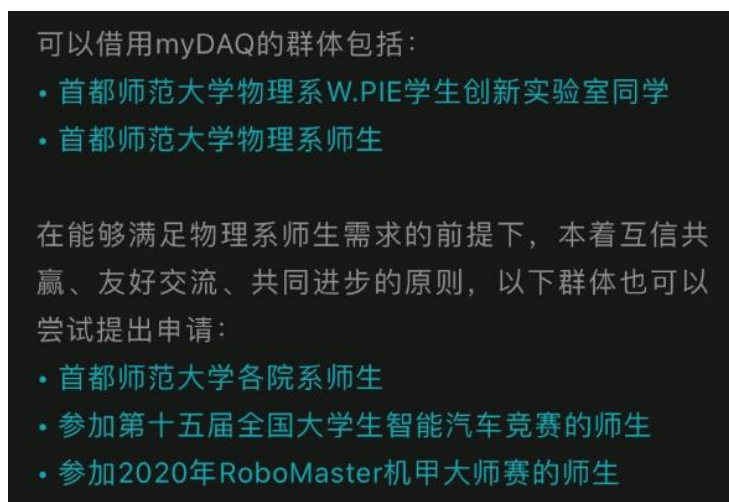 可以借用myDAQ的群体包括：
• 首都师范大学物理系W.PIE学生创新实验室同学
• 首都师范大学物理系师生
在能够满足物理系师生需求的前提下，本着互信共
赢、友好交流、共同进步的原则，以下群体也可以
尝试提出申请：
• 首都师范大学各院系师生
• 参加第十五届全国大学生智能汽车竞赛的师生
• 参加2020年RoboMaster机甲大师赛的师生